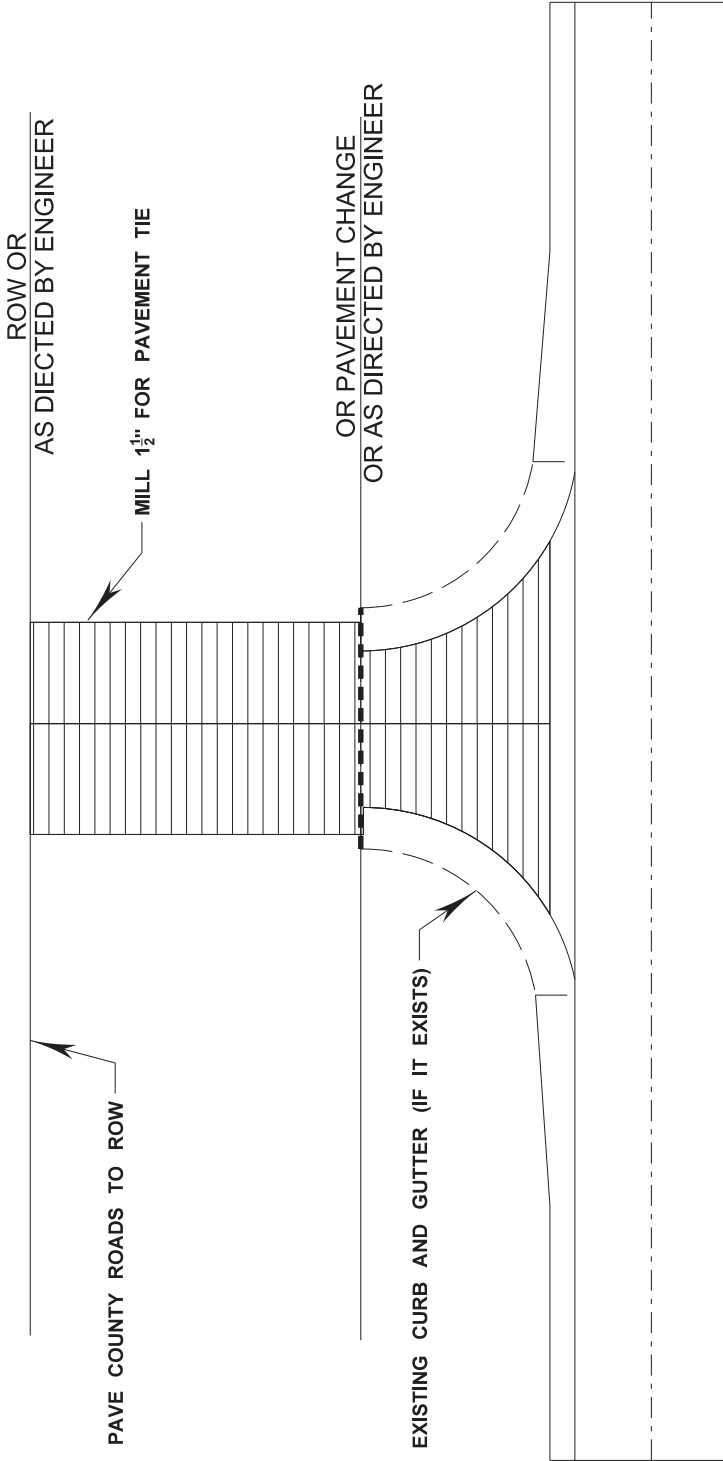 ROW OR
AS DIECTED BY ENGINEER
MILL 1½" FOR PAVEMENT TIE
OR PAVEMENT CHANGE
OR AS DIRECTED BY ENGINEER
PAVE COUNTY ROADS TO ROW
EXISTING CURB AND GUTTER (IF IT EXISTS)